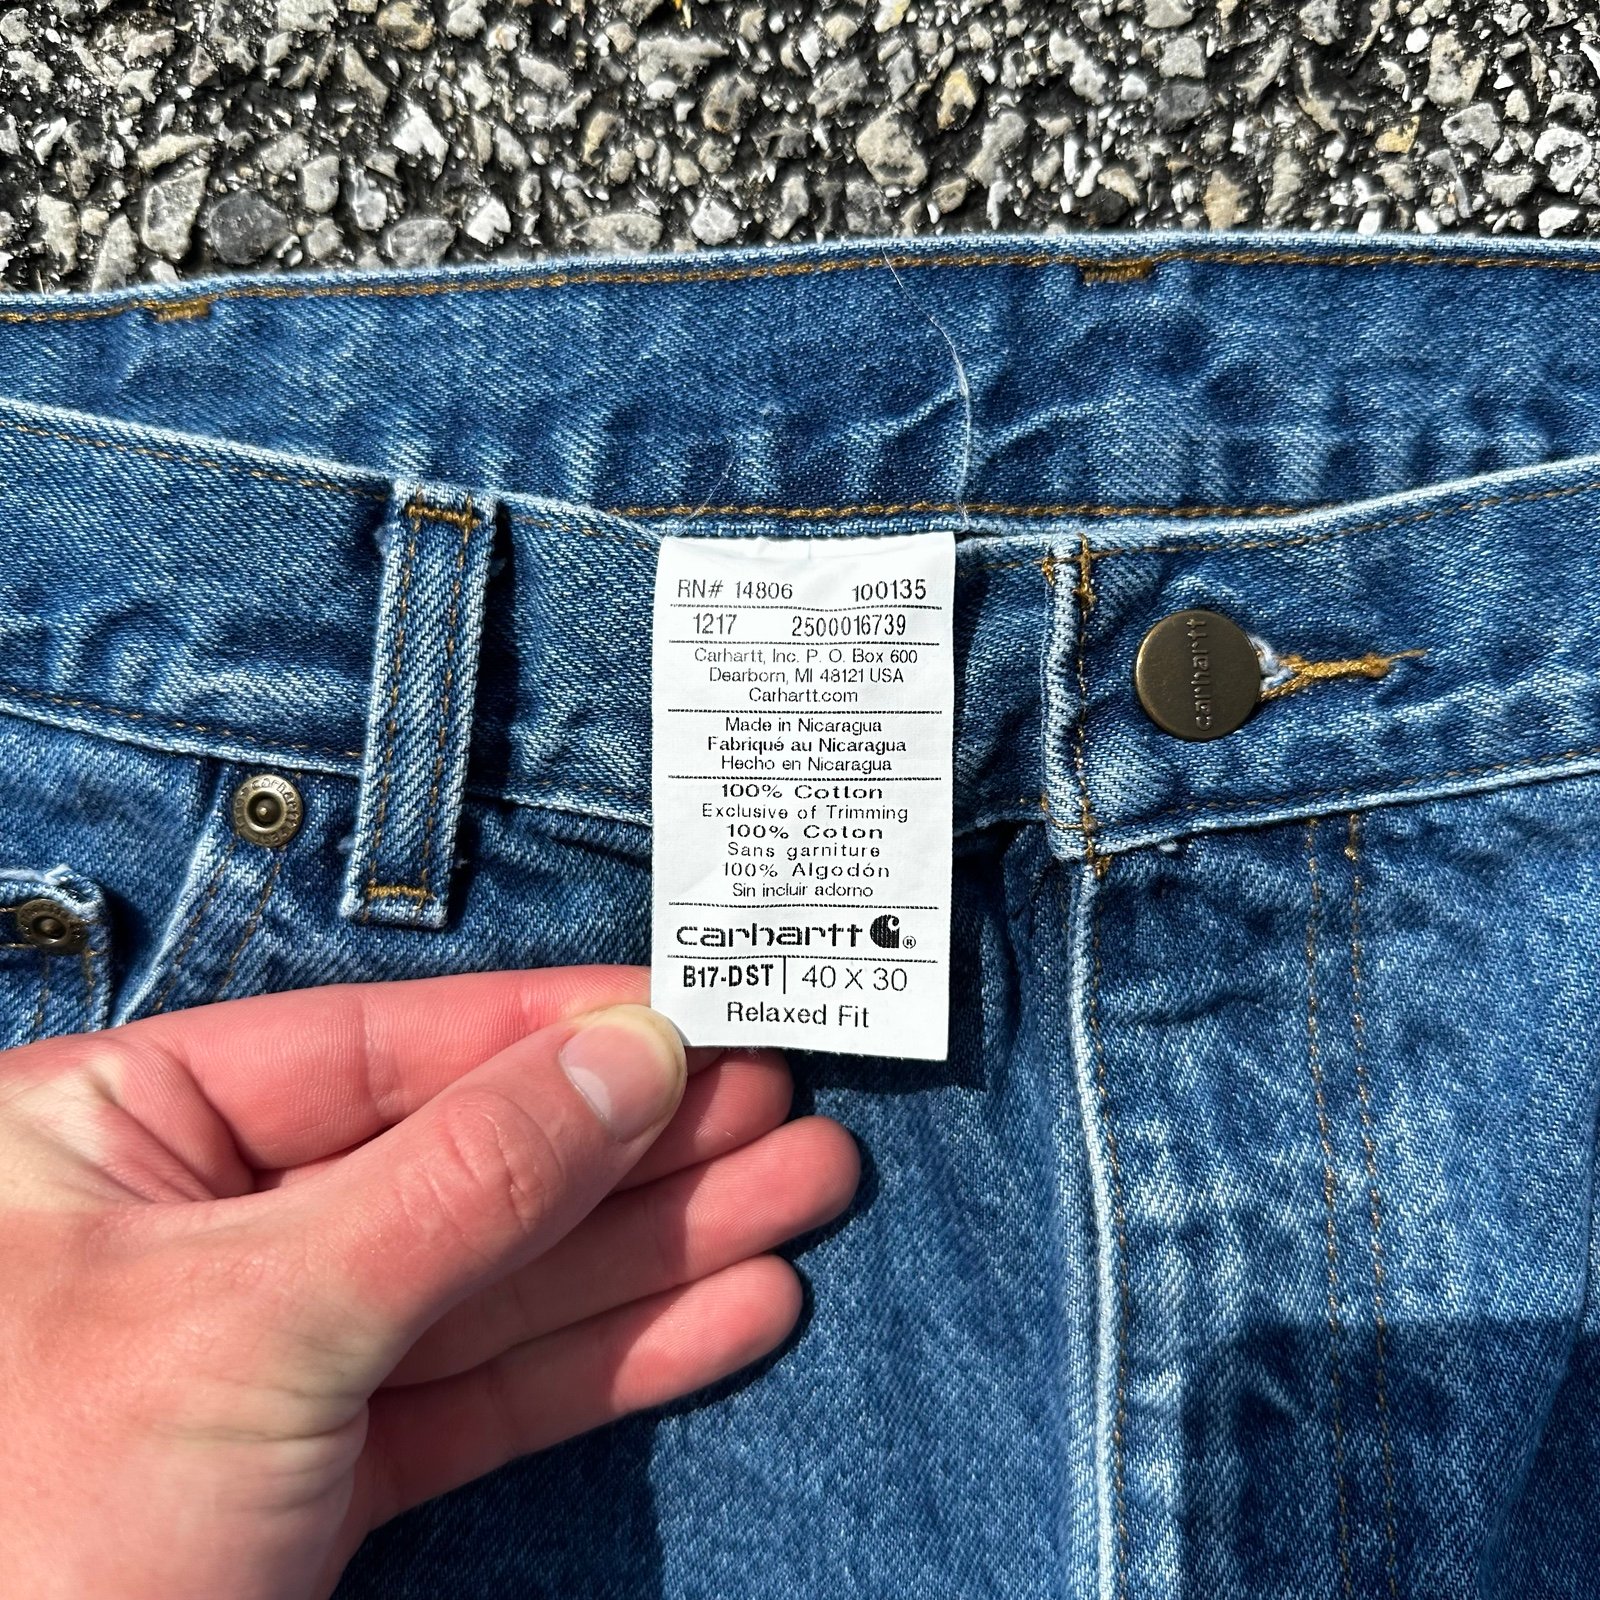 RN# 14806 100135
1217 2500016739
Carhartt, Inc. P. O. Box 600
Dearborn, MI 48121 USA
Carhartt.com
Made in Nicaragua
Fabriqué au Nicaragua
Hecho en Nicaragua
100% Cotton
Exclusive of Trimming
100% Coton
Sans garniture
100% Algodón
Sin incluir adorno
carhartt ®
B17-DST | 40 X 30
Relaxed Fit
carhartt
carhartt